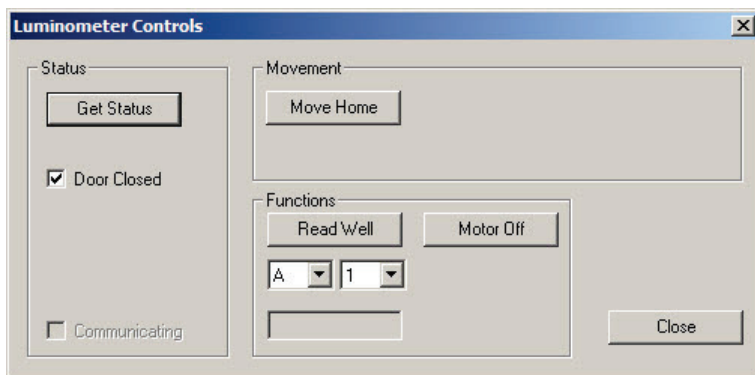 Luminometer Controls
Status
Get Status
Door Closed
Communicating
Movement
Move Home
Functions
Read Well Motor Off
A 1
Close